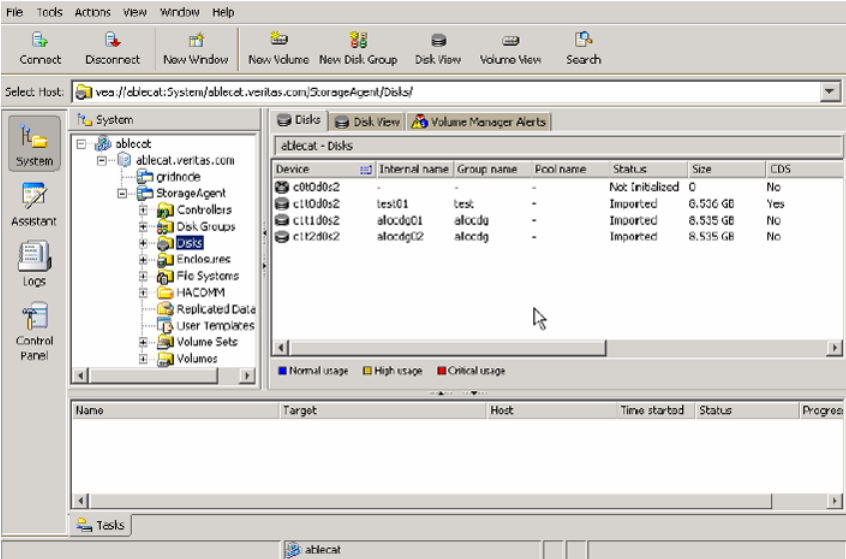 File Tools Actions View Window Help
Connect Disconnect New Window New Volume New Disk Group Disk View Volume View Search
Select Host: vea://ablecat:System/ablecat.veritas.com/StorageAgent/Disks/
System
Assistant
Logs
Control Panel
System
ablecat
ablecat.veritas.com
gridnode
StorageAgent
Controllers
Disk Groups
Disks
Enclosures
File Systems
HACOMM
Replicated Data
User Templates
Volume Sets
Volumes
Disks Disk View Volume Manager Alerts
ablecat - Disks
Device Internal name Group name Pool name Status Size CDS
c0t0d0s2 - - - Not Initialized 0 No
c1t0d0s2 test01 test - Imported 8.536 GB Yes
c1t1d0s2 alocdg01 alocdg - Imported 8.535 GB No
c1t2d0s2 alocdg02 alocdg - Imported 8.535 GB No
Normal usage High usage Critical usage
Name Target Host Time started Status Progres
Tasks
ablecat